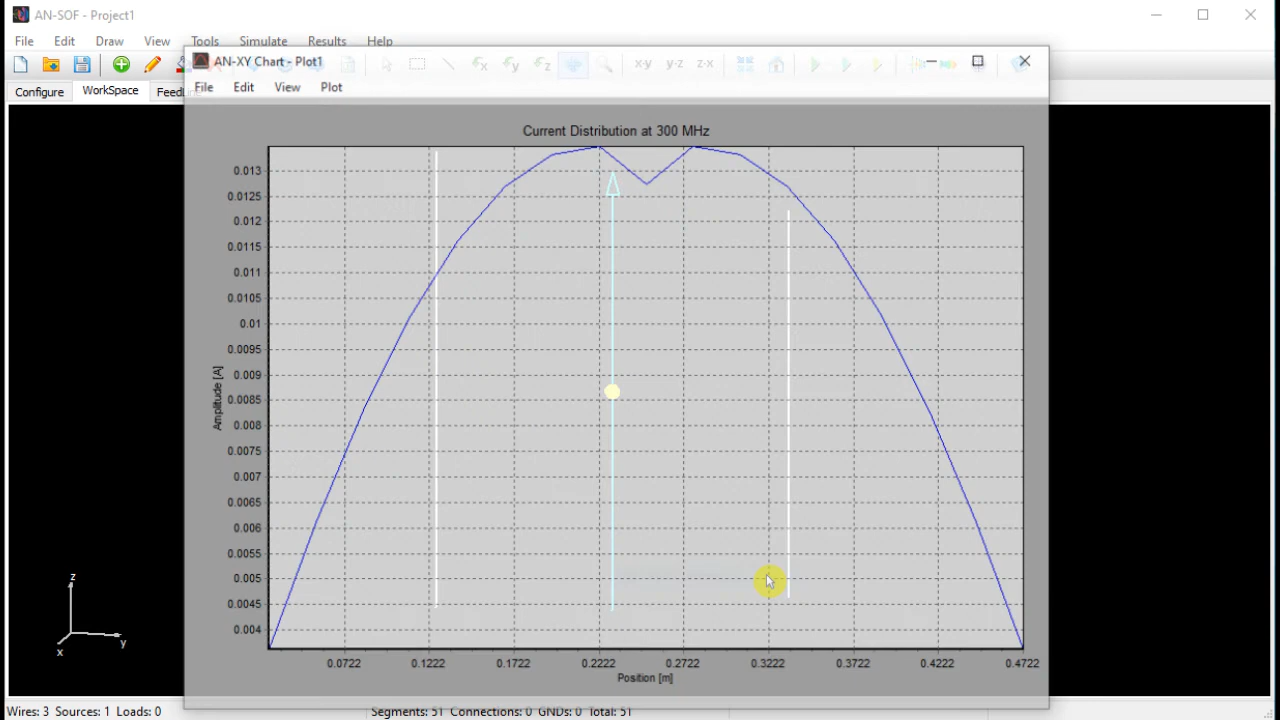 AN-SOF - Project1
File Edit Draw View Tools Simulate Results Help
AN-XY Chart - Plot1
x y z x-y y-z z-x
Configure WorkSpace FeedLin
File Edit View Plot
Current Distribution at 300 MHz
0.013
0.0125
0.012
0.0115
0.011
0.0105
0.01
0.0095
0.009
0.0085
0.008
0.0075
0.007
0.0065
0.006
0.0055
0.005
0.0045
0.004
Amplitude [A]
0.0722 0.1222 0.1722 0.2222 0.2722 0.3222 0.3722 0.4222 0.4722
Position [m]
z
y
x
Wires: 3 Sources: 1 Loads: 0 Segments: 51 Connections: 0 GNDs: 0 Total: 51